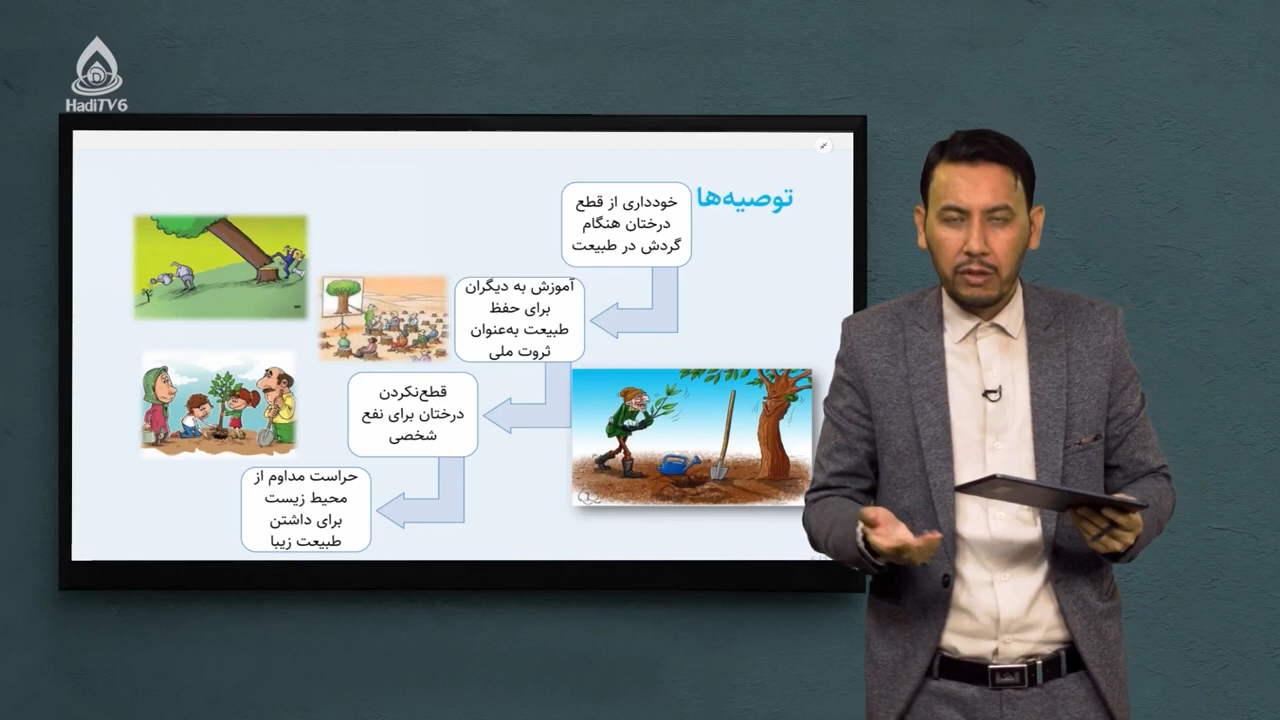 HadiTV6
توصیه‌ها
خودداری از قطع
درختان هنگام
گردش در طبیعت
آموزش به دیگران
برای حفظ
طبیعت به‌عنوان
ثروت ملی
قطع‌نکردن
درختان برای نفع
شخصی
حراست مداوم از
محیط زیست
برای داشتن
طبیعت زیبا